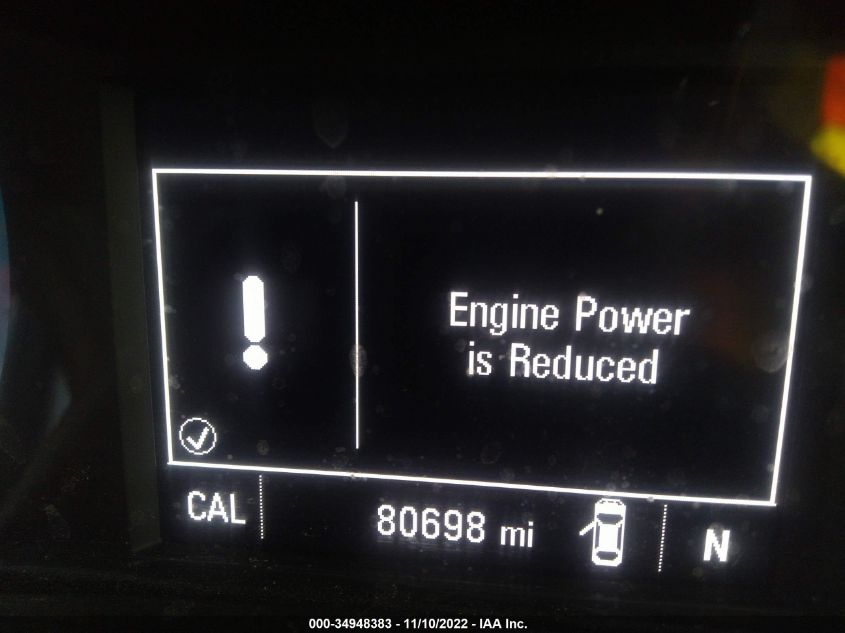 Engine Power
is Reduced
CAL 80698 mi N
000-34948383 - 11/10/2022 - IAA Inc.